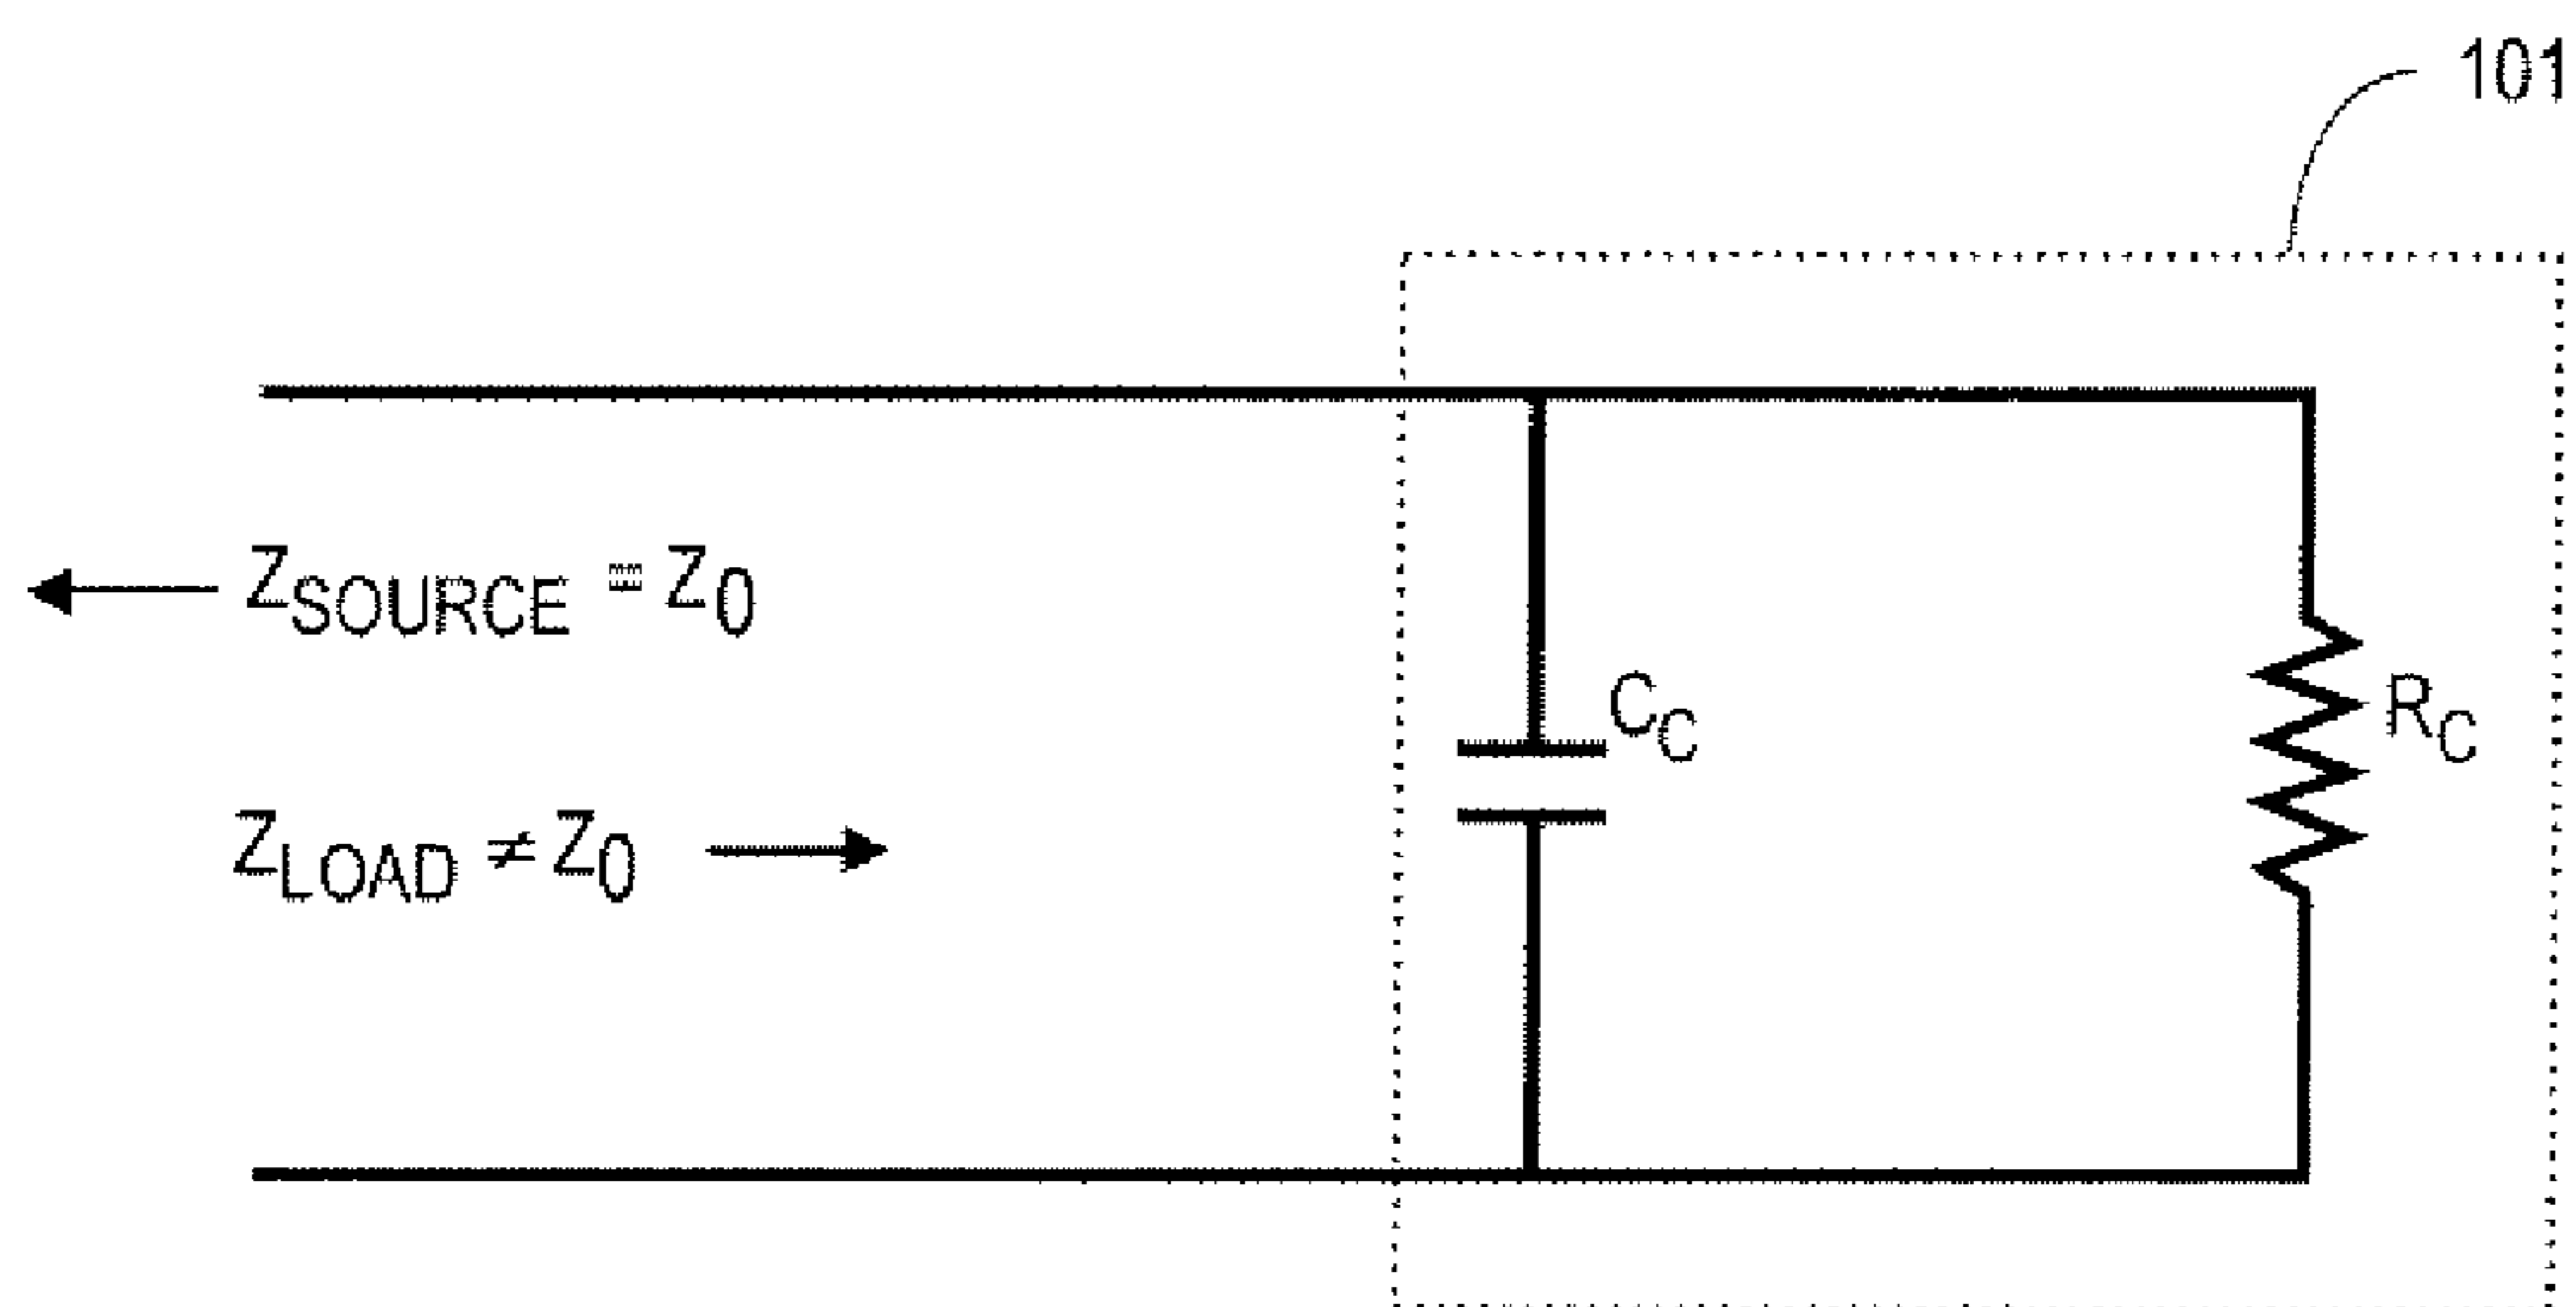 101
Z_SOURCE = Z_0
C_C
R_C
Z_LOAD ≠ Z_0